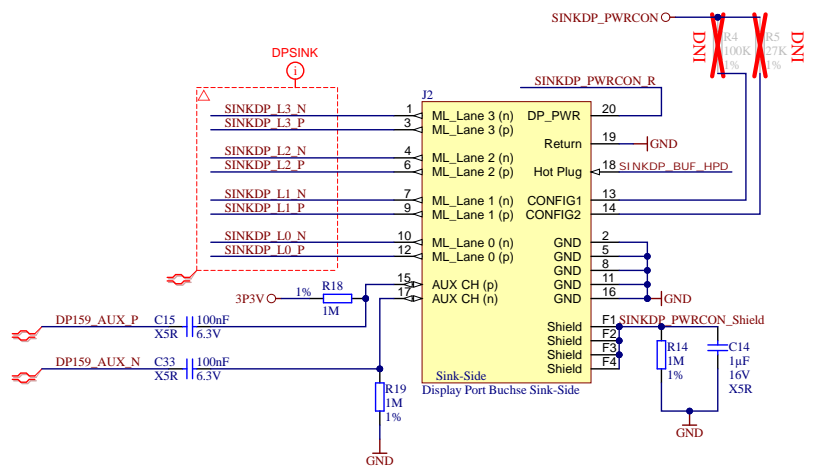 SINKDP_PWRCON
DNI
R4
100K
1%
R5
27K
1%
DNI
DPSINK
i
SINKDP_PWRCON_R
J2
SINKDP_L3_N 1 ML_Lane 3 (n) DP_PWR 20
SINKDP_L3_P 3 ML_Lane 3 (p)
Return 19 GND
SINKDP_L2_N 4 ML_Lane 2 (n)
SINKDP_L2_P 6 ML_Lane 2 (p) Hot Plug 18 SINKDP_BUF_HPD
SINKDP_L1_N 7 ML_Lane 1 (n) CONFIG1 13
SINKDP_L1_P 9 ML_Lane 1 (p) CONFIG2 14
SINKDP_L0_N 10 ML_Lane 0 (n) GND 2
SINKDP_L0_P 12 ML_Lane 0 (p) GND 5
GND 8
15 AUX CH (p) GND 11
17 AUX CH (n) GND 16 GND
3P3V 1% R18
1M
DP159_AUX_P C15 100nF
X5R 6.3V
Shield F1 SINKDP_PWRCON_Shield
Shield F2
Shield F3
Shield F4
R14
1M
1%
C14
1µF
16V
X5R
GND
DP159_AUX_N C33 100nF
X5R 6.3V
Sink-Side
Display Port Buchse Sink-Side
R19
1M
1%
GND